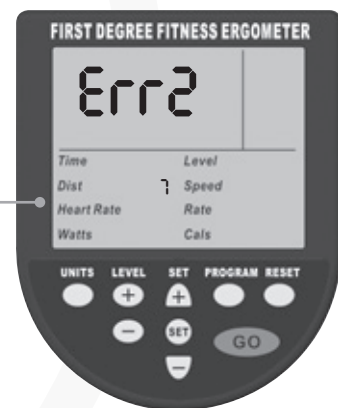 FIRST DEGREE FITNESS ERGOMETER
Err2
Time Level
Dist 7 Speed
Heart Rate Rate
Watts Cals
UNITS LEVEL SET PROGRAM RESET
+ +
- SET GO
-